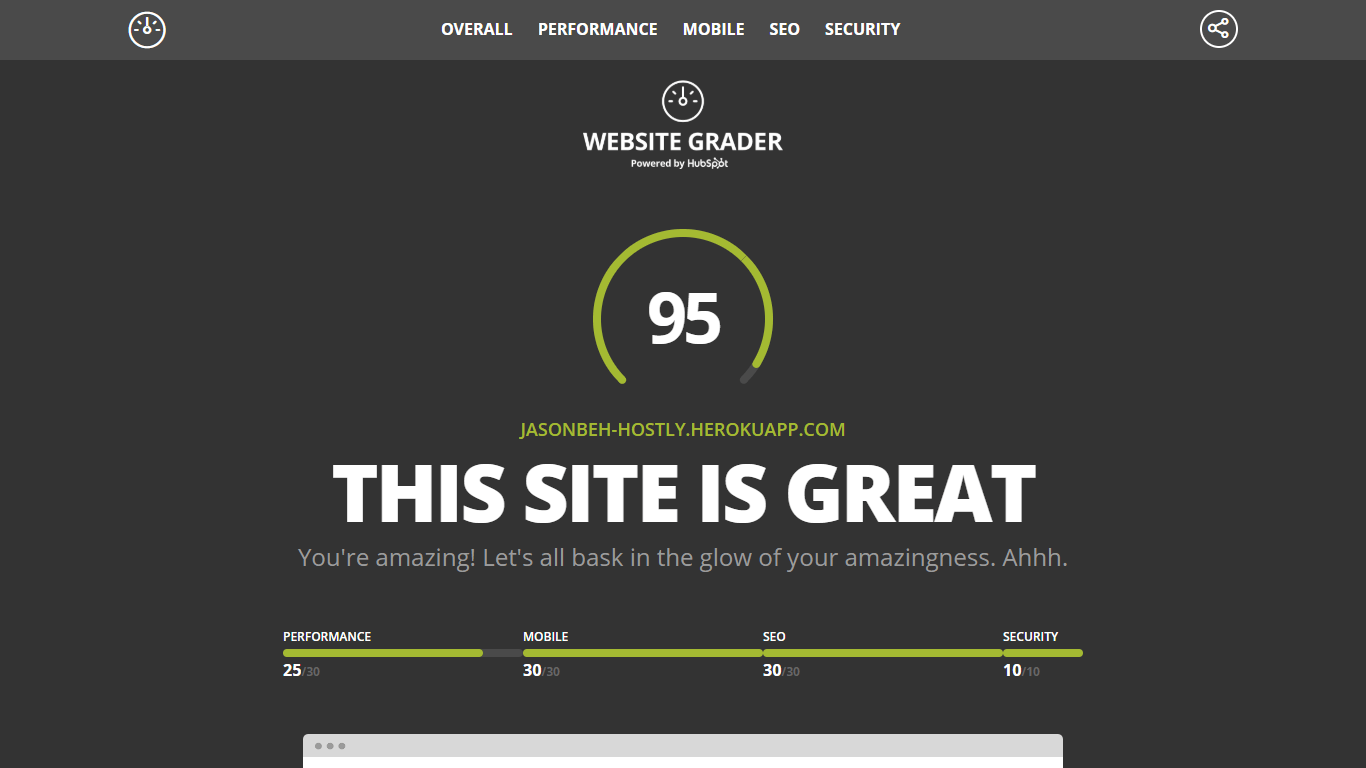 OVERALL PERFORMANCE MOBILE SEO SECURITY
WEBSITE GRADER
Powered by HubSpot
95
JASONBEH-HOSTLY.HEROKUAPP.COM
THIS SITE IS GREAT
You're amazing! Let's all bask in the glow of your amazingness. Ahhh.
PERFORMANCE MOBILE SEO SECURITY
25/30 30/30 30/30 10/10